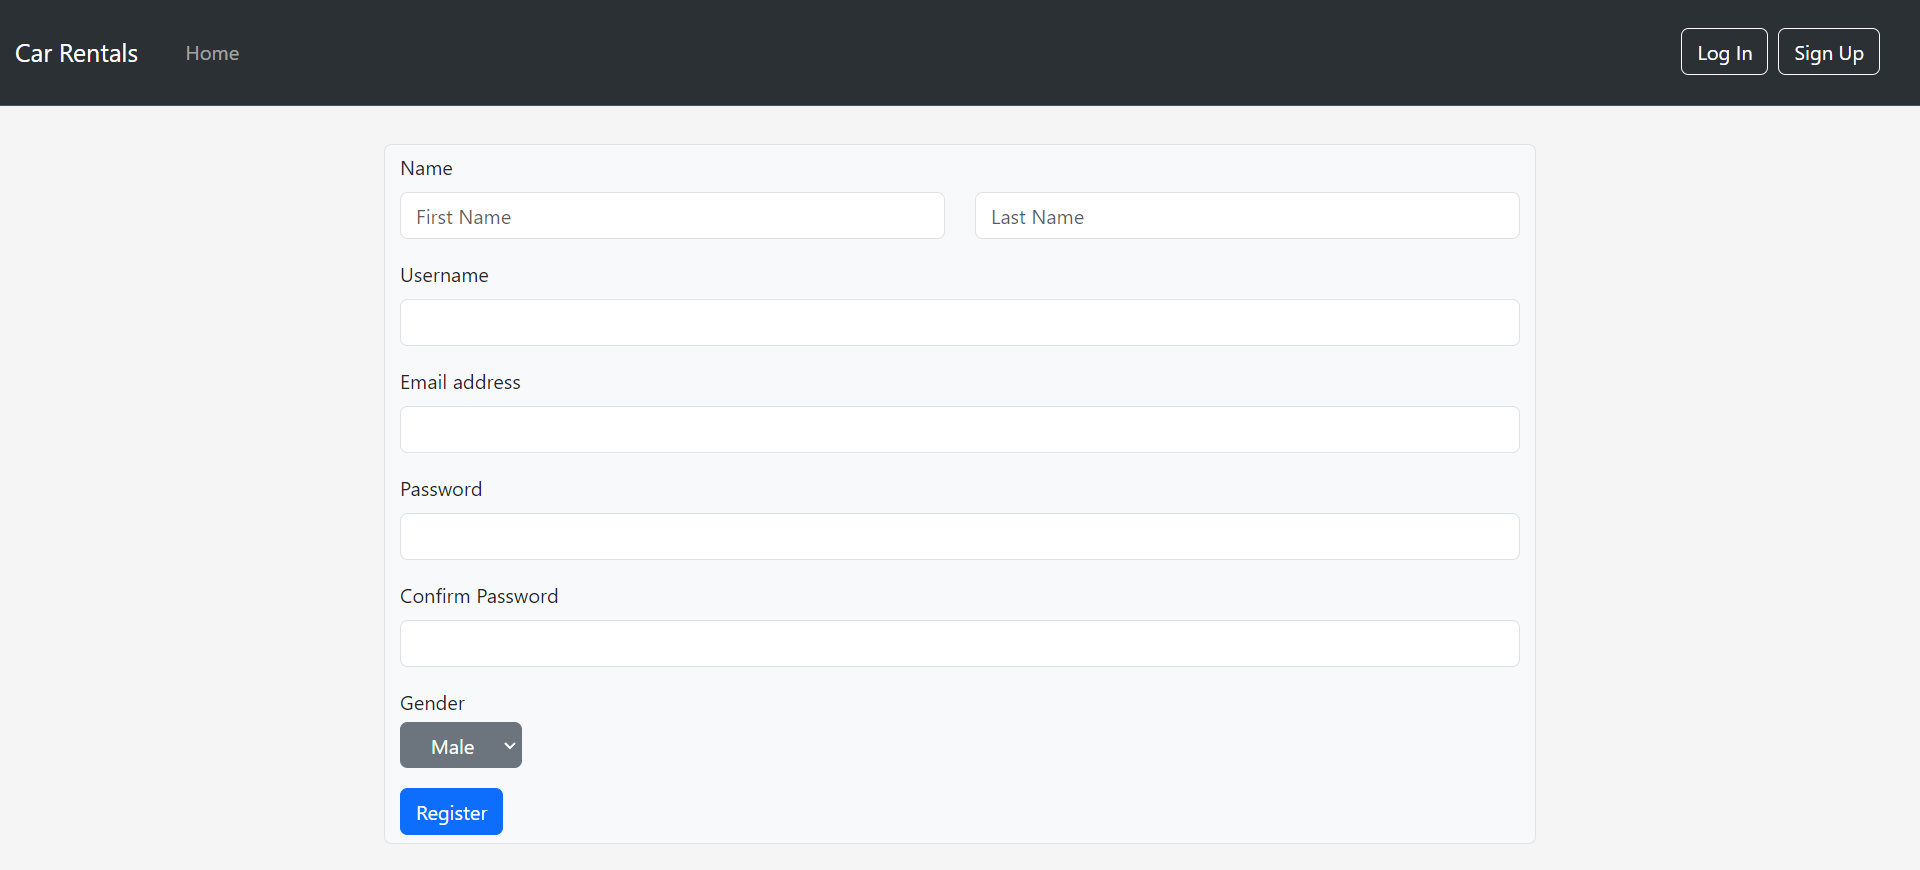 Car Rentals Home Log In Sign Up
Name
First Name Last Name
Username
Email address
Password
Confirm Password
Gender
Male
Register